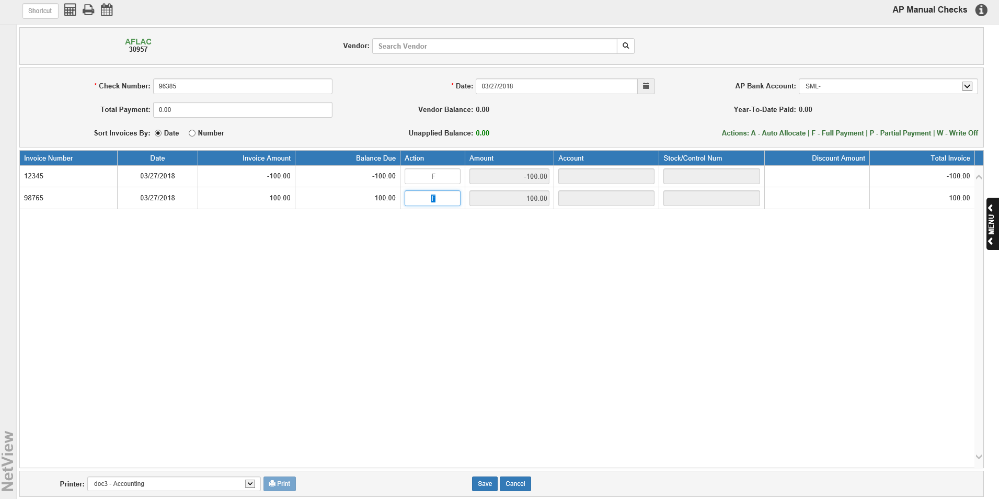 Shortcut
AP Manual Checks
AFLAC
30957
Vendor: Search Vendor
* Check Number: 96385
* Date: 03/27/2018
AP Bank Account: SML-
Total Payment: 0.00
Vendor Balance: 0.00
Year-To-Date Paid: 0.00
Sort Invoices By: Date Number
Unapplied Balance: 0.00
Actions: A - Auto Allocate | F - Full Payment | P - Partial Payment | W - Write Off
Invoice Number Date Invoice Amount Balance Due Action Amount Account Stock/Control Num Discount Amount Total Invoice
12345 03/27/2018 -100.00 -100.00 F -100.00 -100.00
98765 03/27/2018 100.00 100.00 F 100.00 100.00
MENU
NetView
Printer: doc3 - Accounting Print
Save Cancel